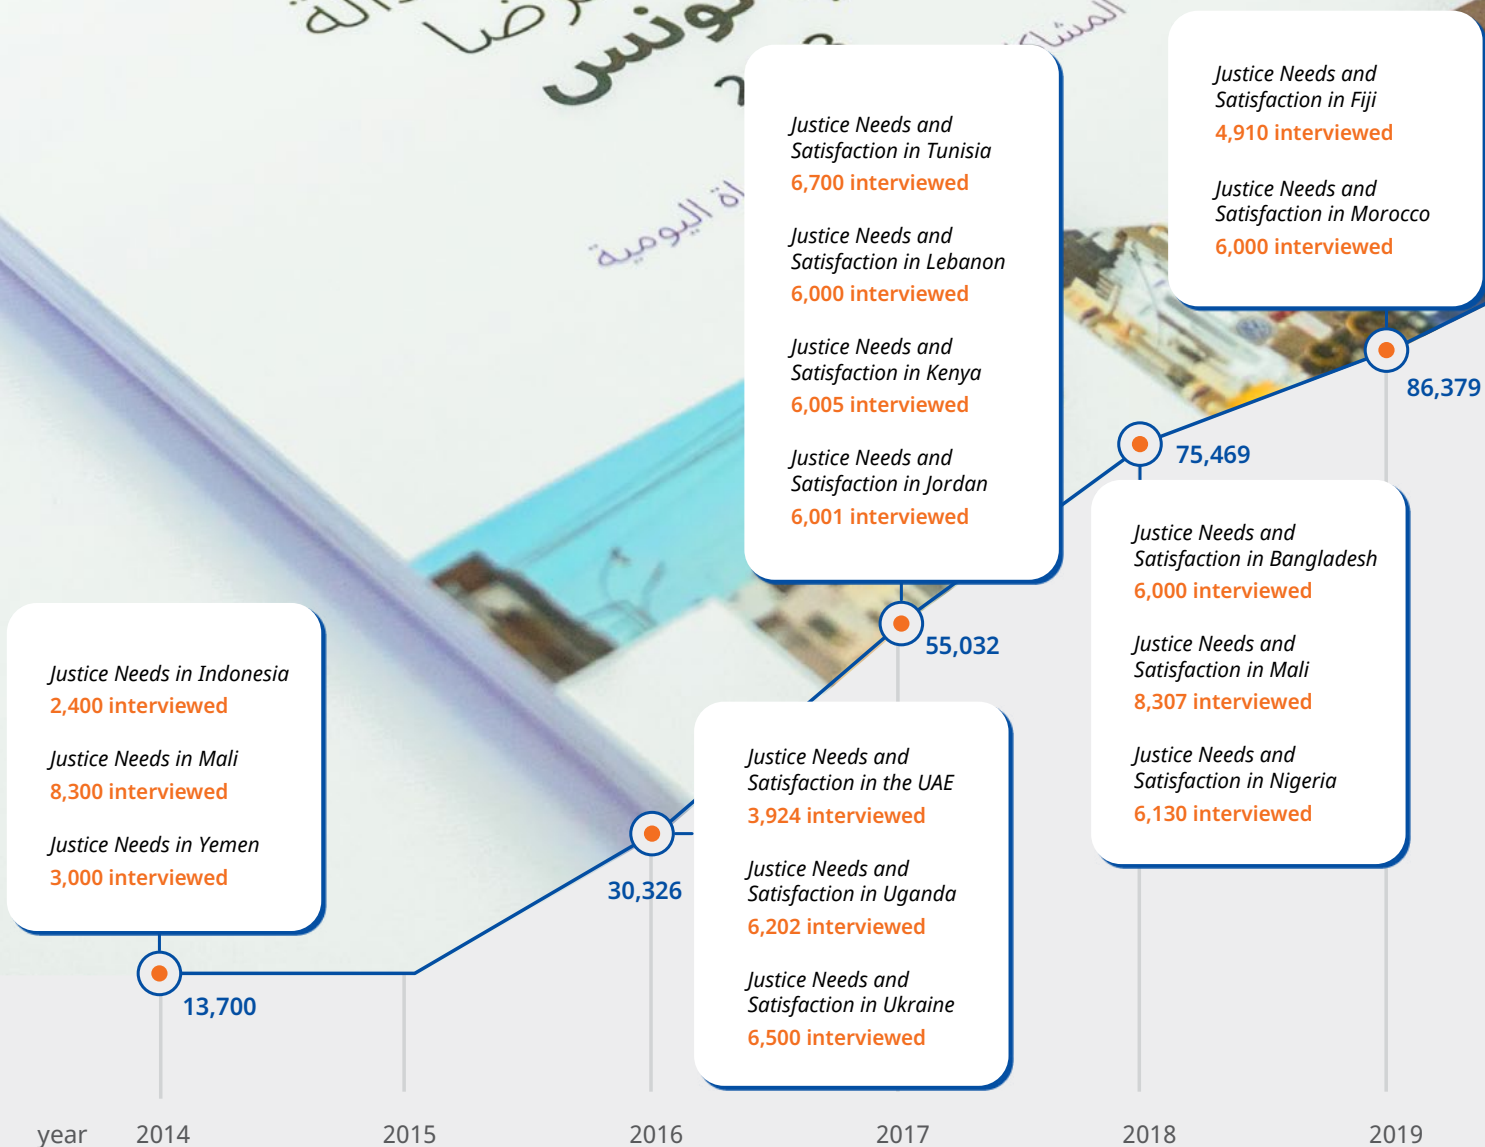 تونس
اليومية
Justice Needs and
Satisfaction in Fiji
4,910 interviewed
Justice Needs and
Satisfaction in Morocco
6,000 interviewed
86,379
Justice Needs and
Satisfaction in Tunisia
6,700 interviewed
Justice Needs and
Satisfaction in Lebanon
6,000 interviewed
Justice Needs and
Satisfaction in Kenya
6,005 interviewed
Justice Needs and
Satisfaction in Jordan
6,001 interviewed
55,032
75,469
Justice Needs and
Satisfaction in Bangladesh
6,000 interviewed
Justice Needs and
Satisfaction in Mali
8,307 interviewed
Justice Needs and
Satisfaction in Nigeria
6,130 interviewed
Justice Needs in Indonesia
2,400 interviewed
Justice Needs in Mali
8,300 interviewed
Justice Needs in Yemen
3,000 interviewed
13,700
30,326
Justice Needs and
Satisfaction in the UAE
3,924 interviewed
Justice Needs and
Satisfaction in Uganda
6,202 interviewed
Justice Needs and
Satisfaction in Ukraine
6,500 interviewed
year 2014 2015 2016 2017 2018 2019